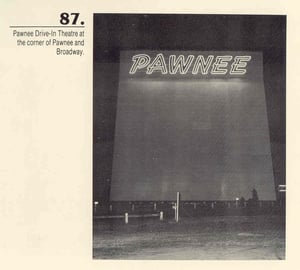 87.
Pawnee Drive-In Theatre at
the corner of Pawnee and
Broadway.
PAWNEE